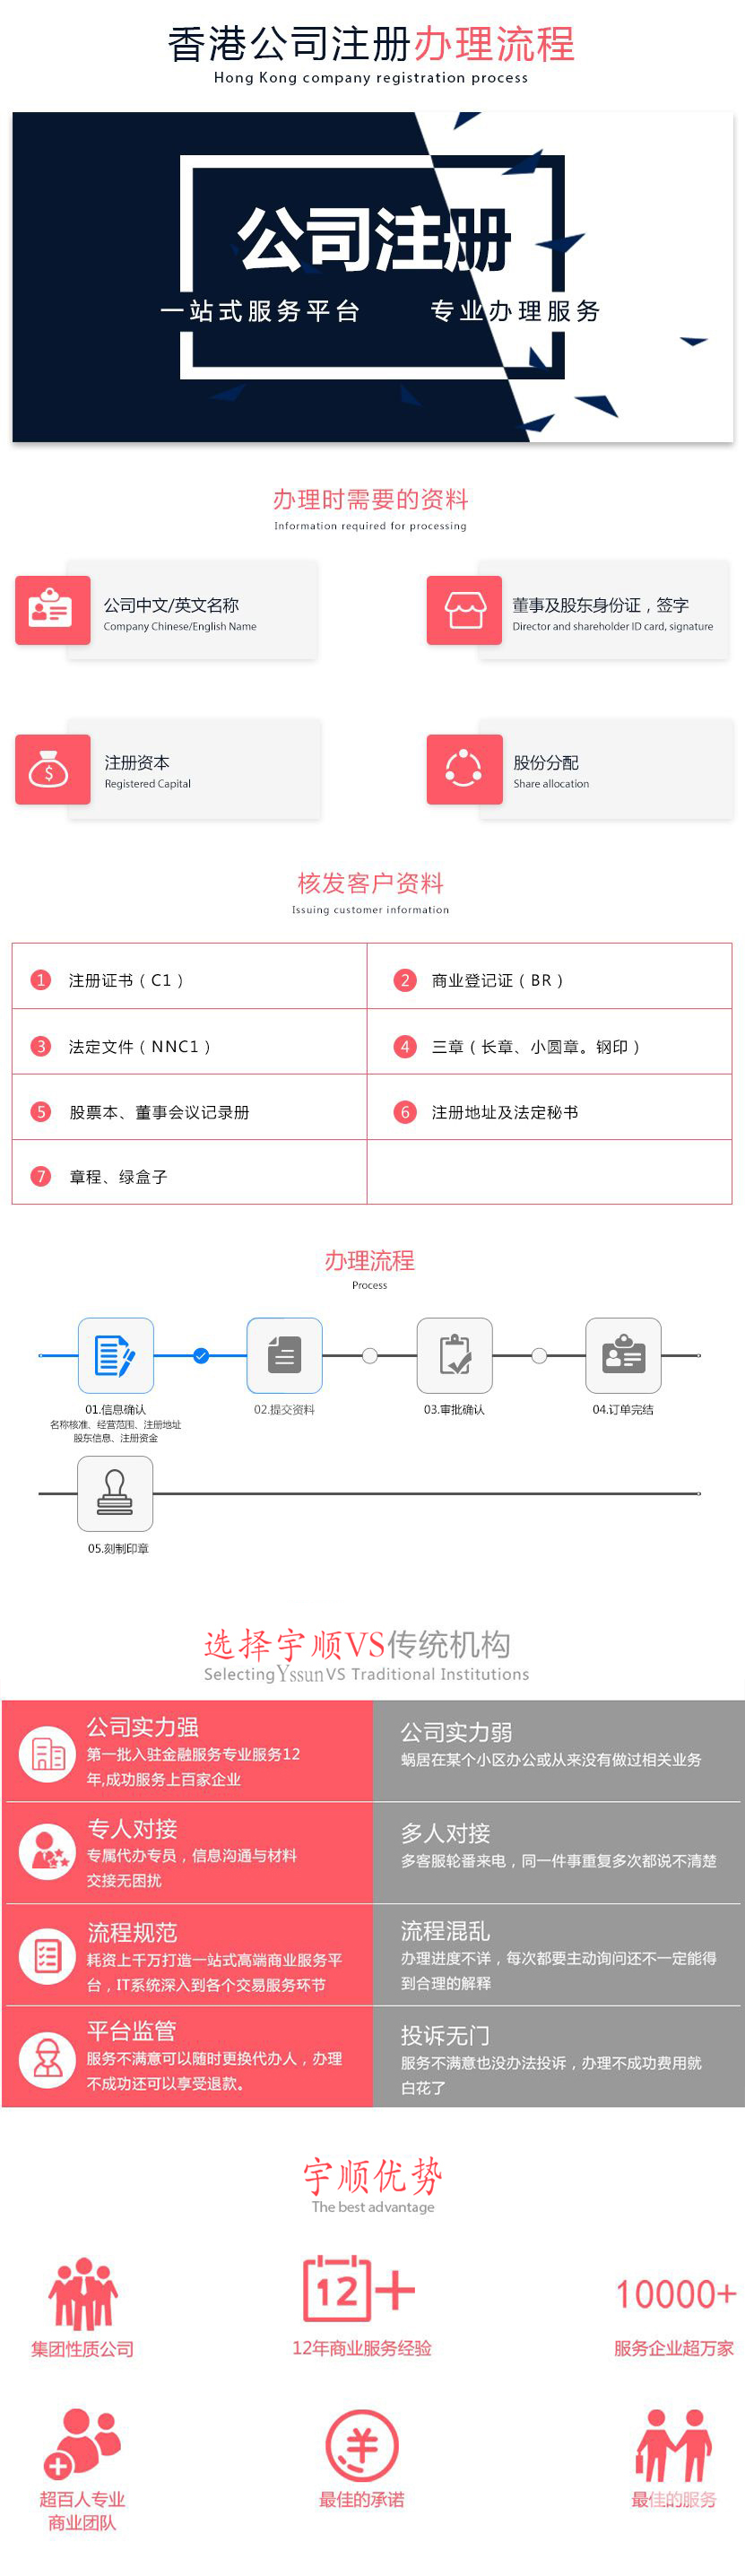 香港公司注册办理流程
Hong Kong company registration process
公司注册
一站式服务平台 专业办理服务
办理时需要的资料
Information required for processing
公司中文/英文名称
Company Chinese/English Name
董事及股东身份证，签字
Director and shareholder ID card, signature
注册资本
Registered Capital
股份分配
Share allocation
核发客户资料
Issuing customer information
1 注册证书（C1）
2 商业登记证（BR）
3 法定文件（NNC1）
4 三章（长章、小圆章。钢印）
5 股票本、董事会议记录册
6 注册地址及法定秘书
7 章程、绿盒子
办理流程
Process
01.信息确认
名称核准、经营范围、注册地址
股东信息、注册资金
02.提交资料
03.审批确认
04.订单完结
05.刻制印章
选择宇顺VS传统机构
Selecting Yssun VS Traditional Institutions
公司实力强
第一批入驻金融服务专业服务12
年,成功服务上百家企业
公司实力弱
蜗居在某个小区办公或从来没有做过相关业务
专人对接
专属代办专员，信息沟通与材料
交接无困扰
多人对接
多客服轮番来电，同一件事重复多次都说不清楚
流程规范
耗资上千万打造一站式高端商业服务平
台，IT系统深入到各个交易服务环节
流程混乱
办理进度不详，每次都要主动询问还不一定能得
到合理的解释
平台监管
服务不满意可以随时更换代办人，办理
不成功还可以享受退款。
投诉无门
服务不满意也没办法投诉，办理不成功费用就
白花了
宇顺优势
The best advantage
集团性质公司
12+
12年商业服务经验
10000+
服务企业超万家
超百人专业
商业团队
最佳的承诺
最佳的服务